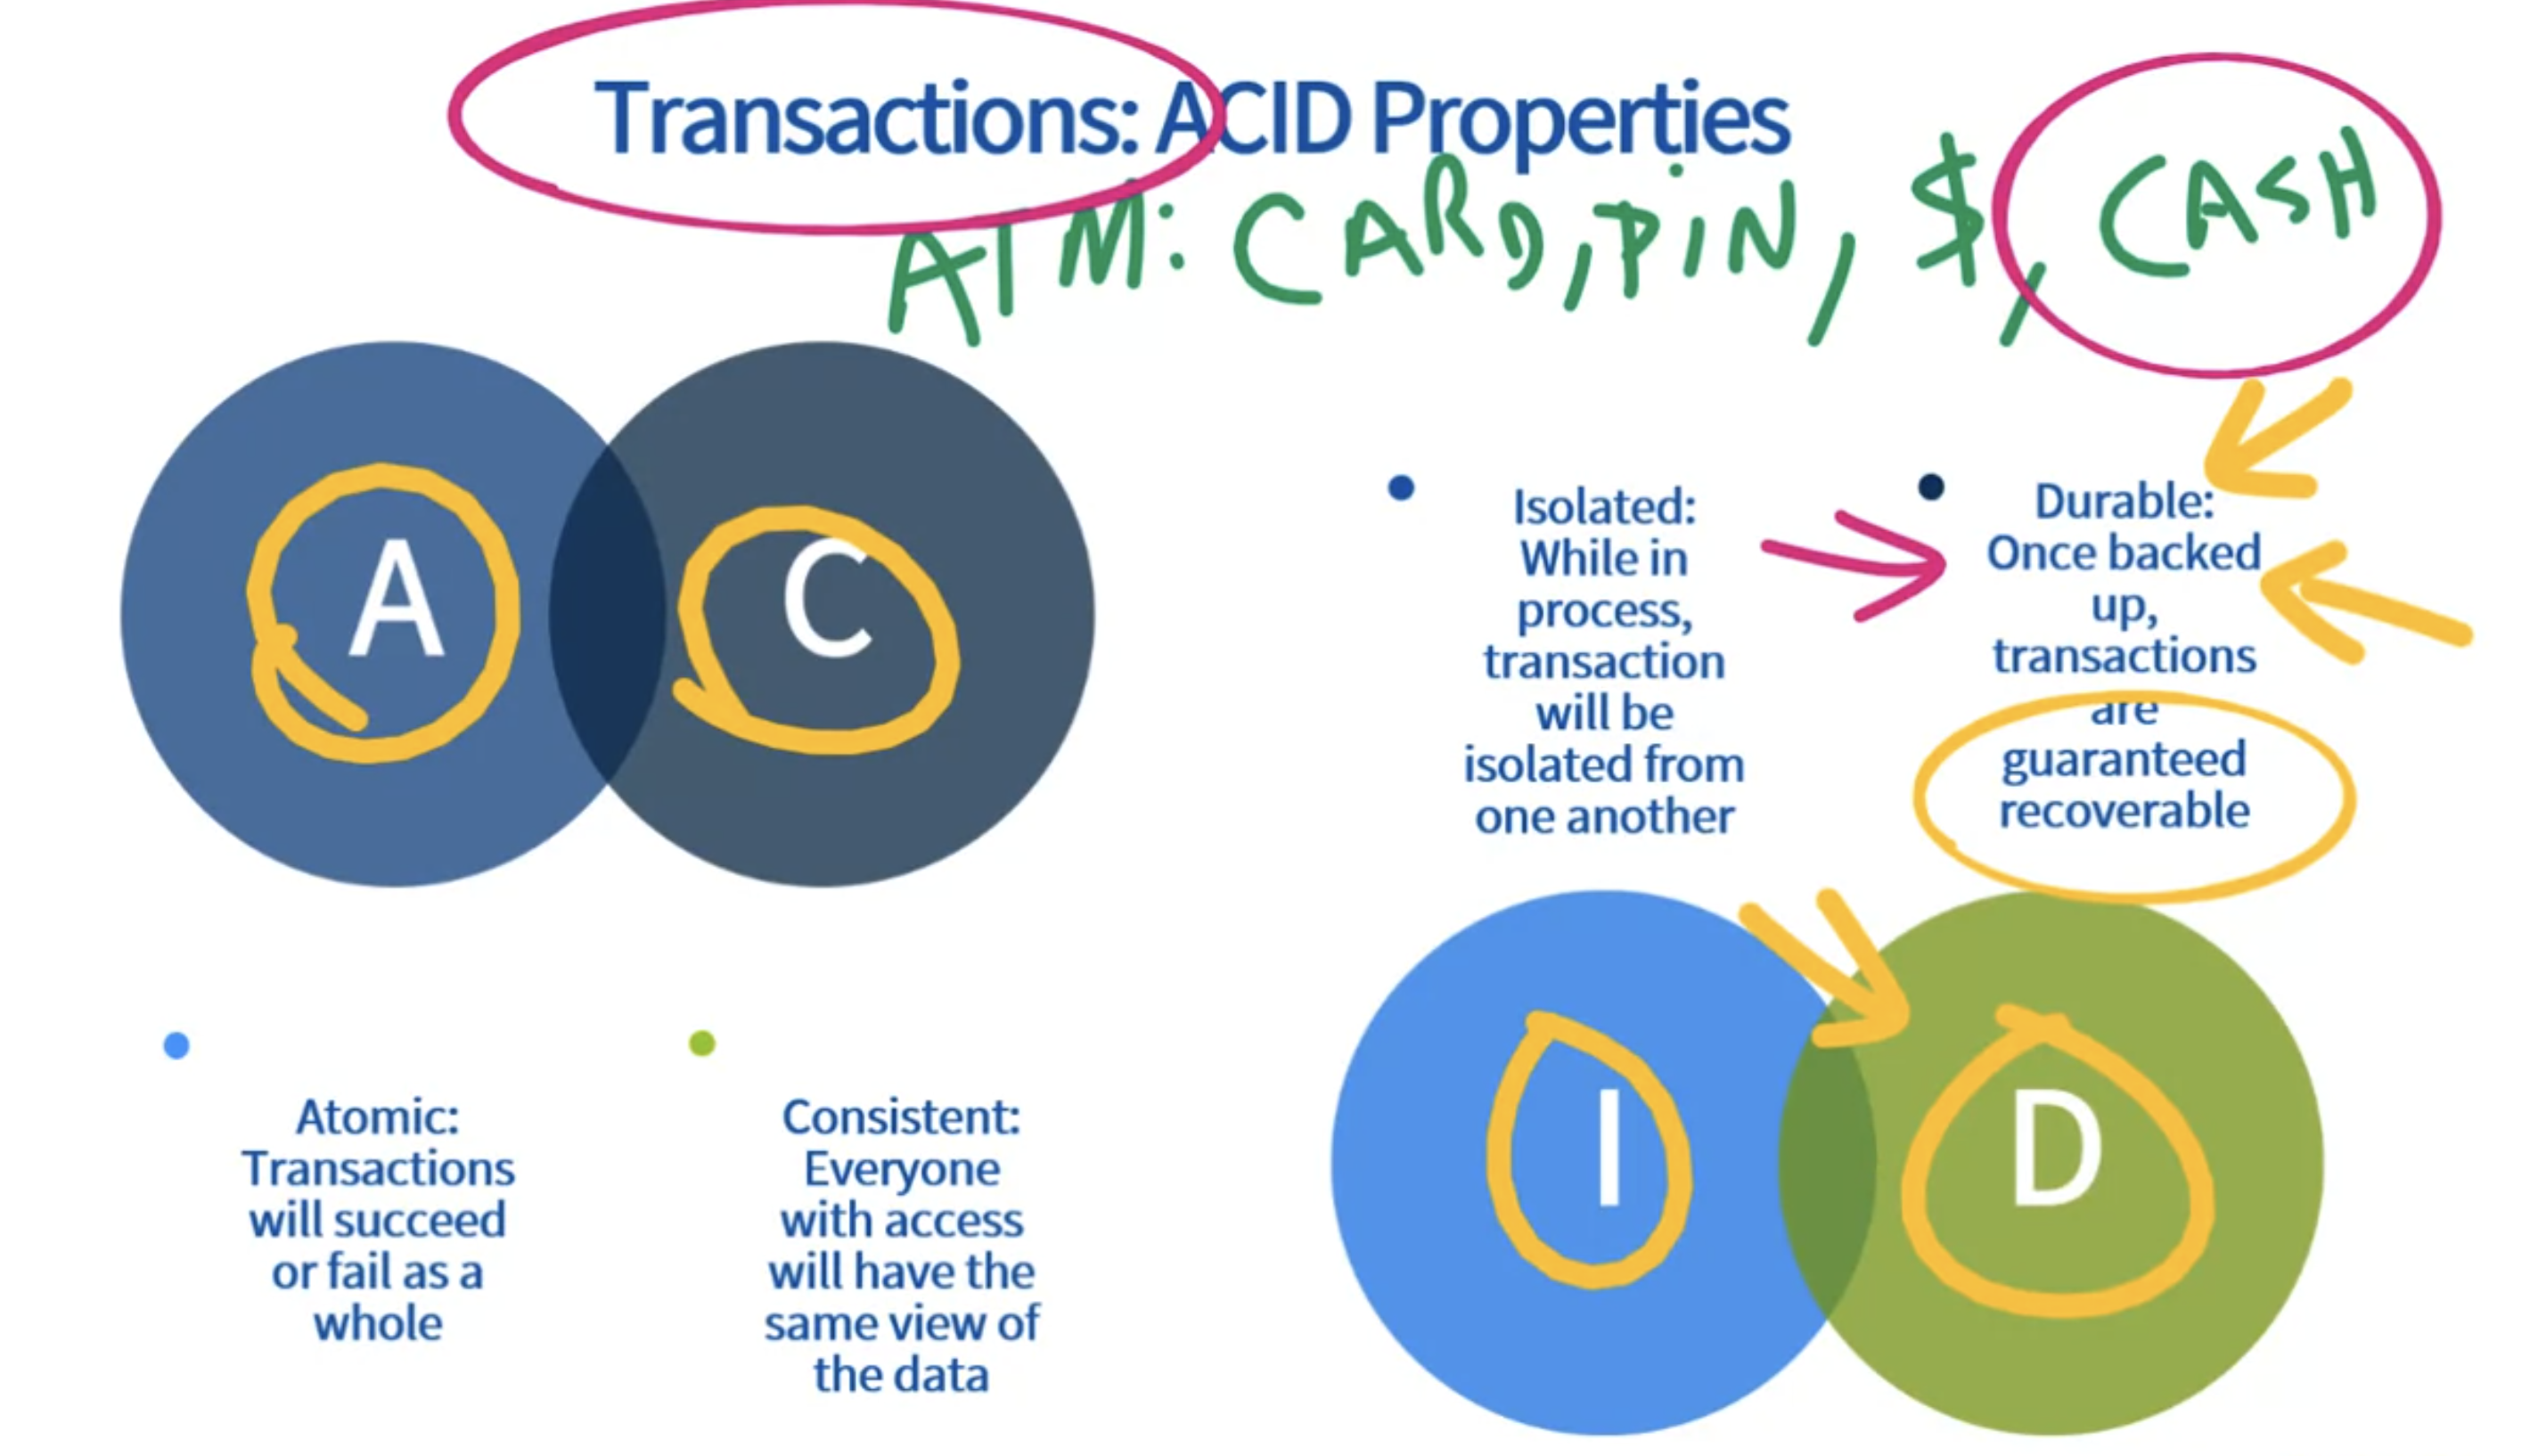 Transactions: ACID Properties
ATM: CARD, PIN, $, CASH
A
C
Isolated:
While in
process,
transaction
will be
isolated from
one another
Durable:
Once backed
up,
transactions
are
guaranteed
recoverable
Atomic:
Transactions
will succeed
or fail as a
whole
Consistent:
Everyone
with access
will have the
same view of
the data
I
D